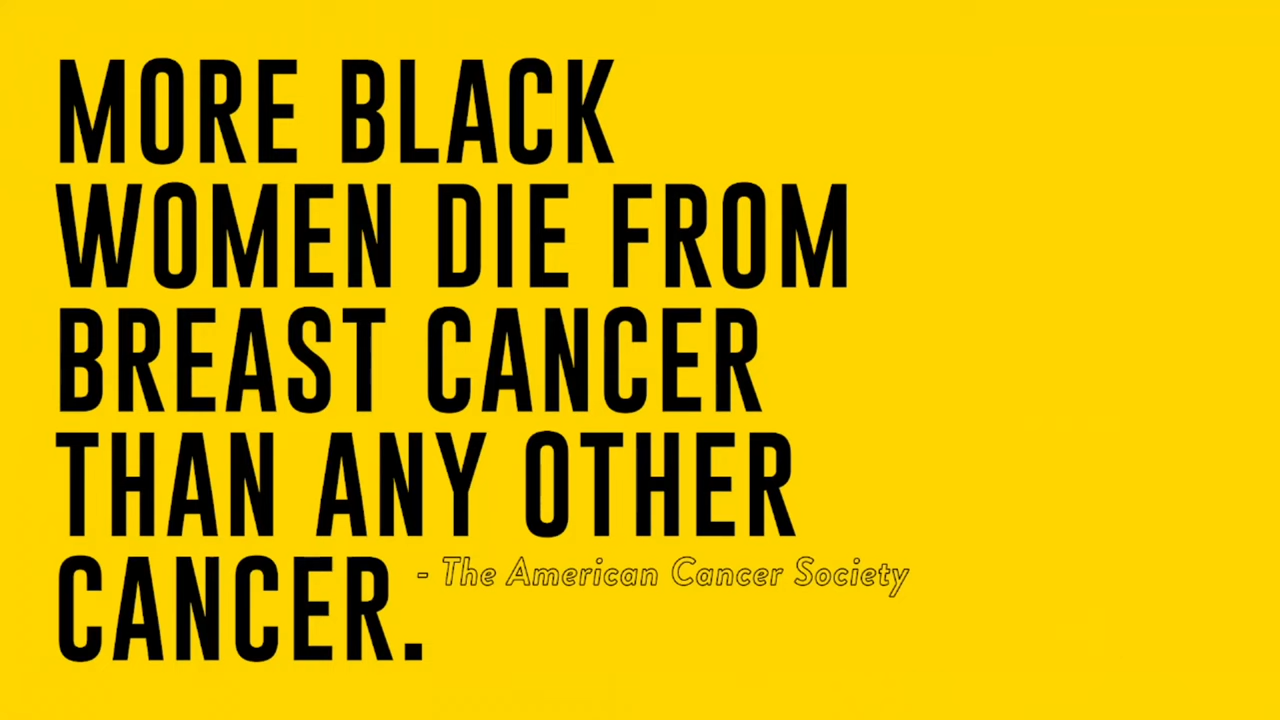 MORE BLACK
WOMEN DIE FROM
BREAST CANCER
THAN ANY OTHER
CANCER. - The American Cancer Society